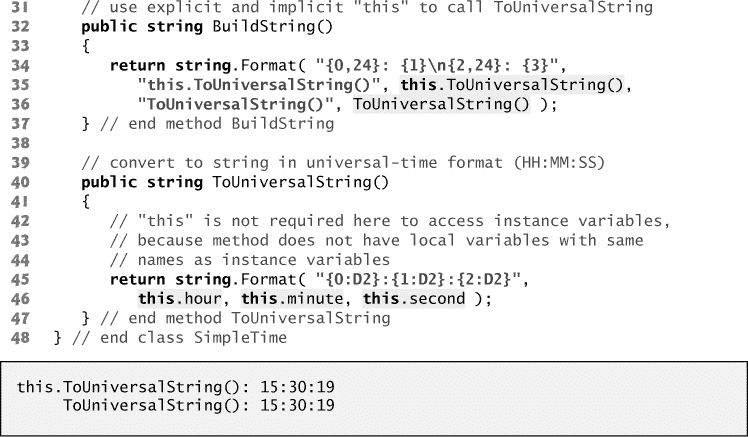 31 // use explicit and implicit "this" to call ToUniversalString
32 public string BuildString()
33 {
34 return string.Format( "{0,24}: {1}\n{2,24}: {3}",
35 "this.ToUniversalString()", this.ToUniversalString(),
36 "ToUniversalString()", ToUniversalString() );
37 } // end method BuildString
38
39 // convert to string in universal-time format (HH:MM:SS)
40 public string ToUniversalString()
41 {
42 // "this" is not required here to access instance variables,
43 // because method does not have local variables with same
44 // names as instance variables
45 return string.Format( "{0:D2}:{1:D2}:{2:D2}",
46 this.hour, this.minute, this.second );
47 } // end method ToUniversalString
48 } // end class SimpleTime
this.ToUniversalString(): 15:30:19
ToUniversalString(): 15:30:19